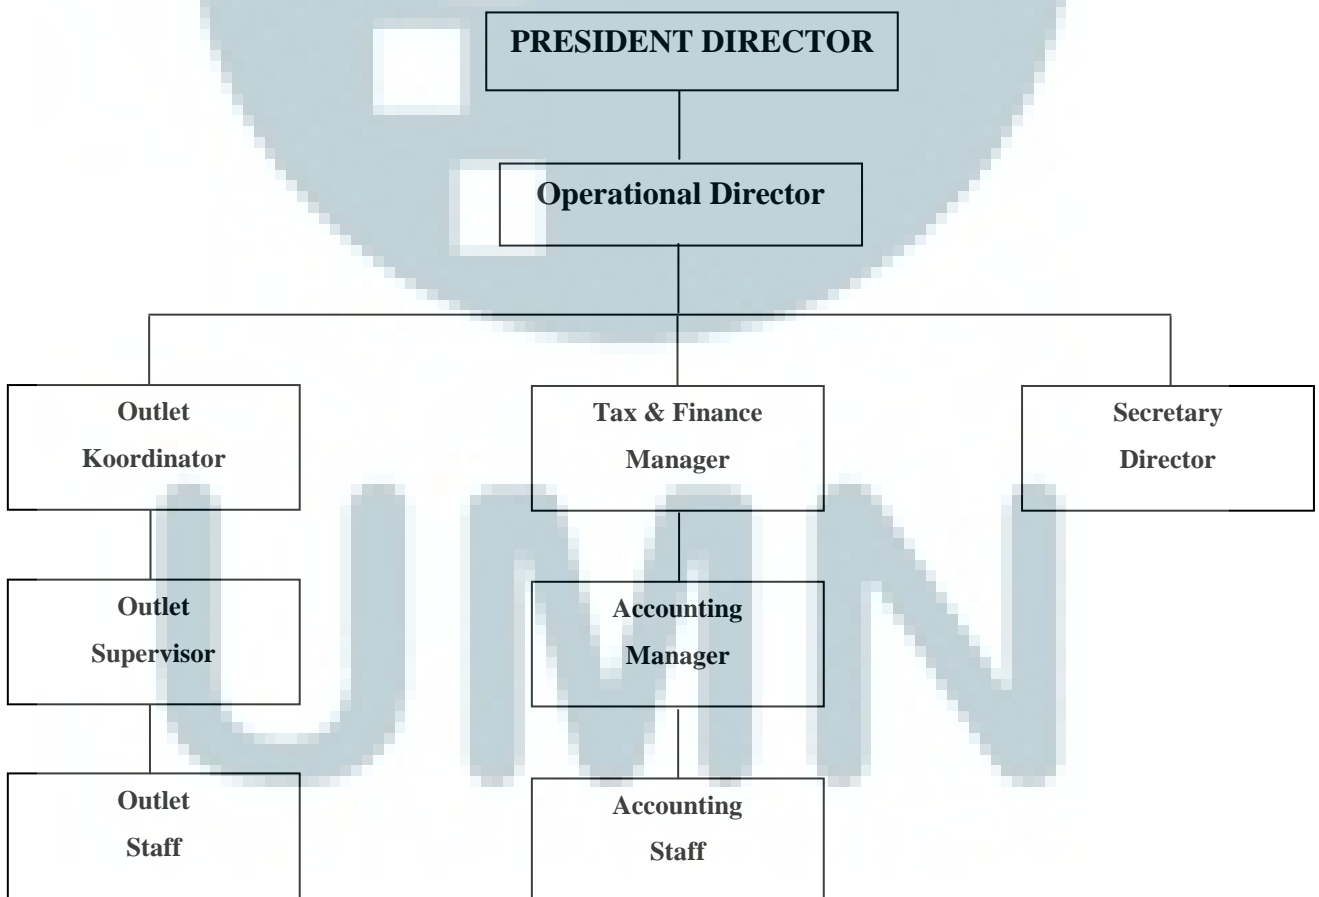 PRESIDENT DIRECTOR
Operational Director
Outlet
Koordinator
Tax & Finance
Manager
Secretary
Director
Outlet
Supervisor
Accounting
Manager
Outlet
Staff
Accounting
Staff
UMN